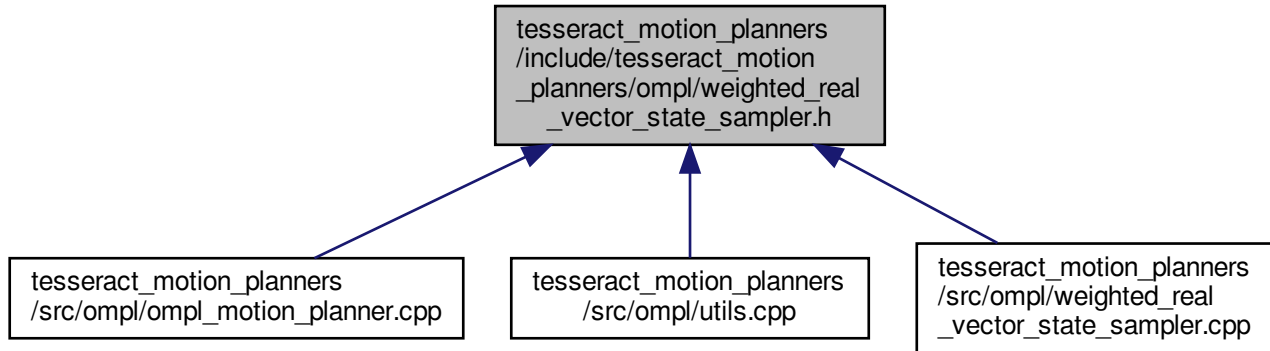 tesseract_motion_planners
/include/tesseract_motion
_planners/ompl/weighted_real
_vector_state_sampler.h
tesseract_motion_planners
/src/ompl/ompl_motion_planner.cpp
tesseract_motion_planners
/src/ompl/utils.cpp
tesseract_motion_planners
/src/ompl/weighted_real
_vector_state_sampler.cpp